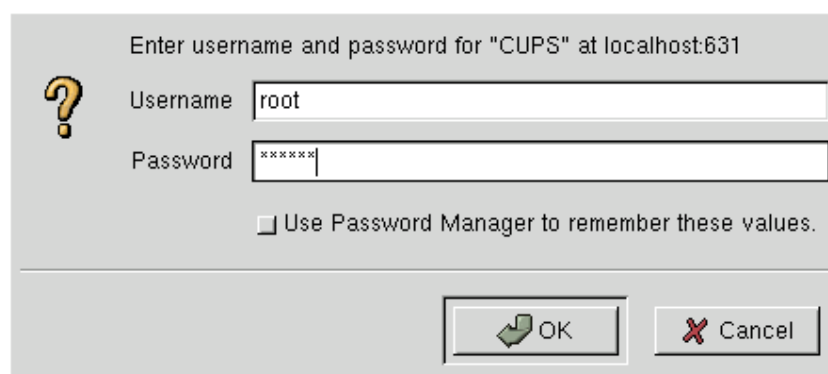 Enter username and password for "CUPS" at localhost:631
Username root
Password ******
Use Password Manager to remember these values.
OK Cancel